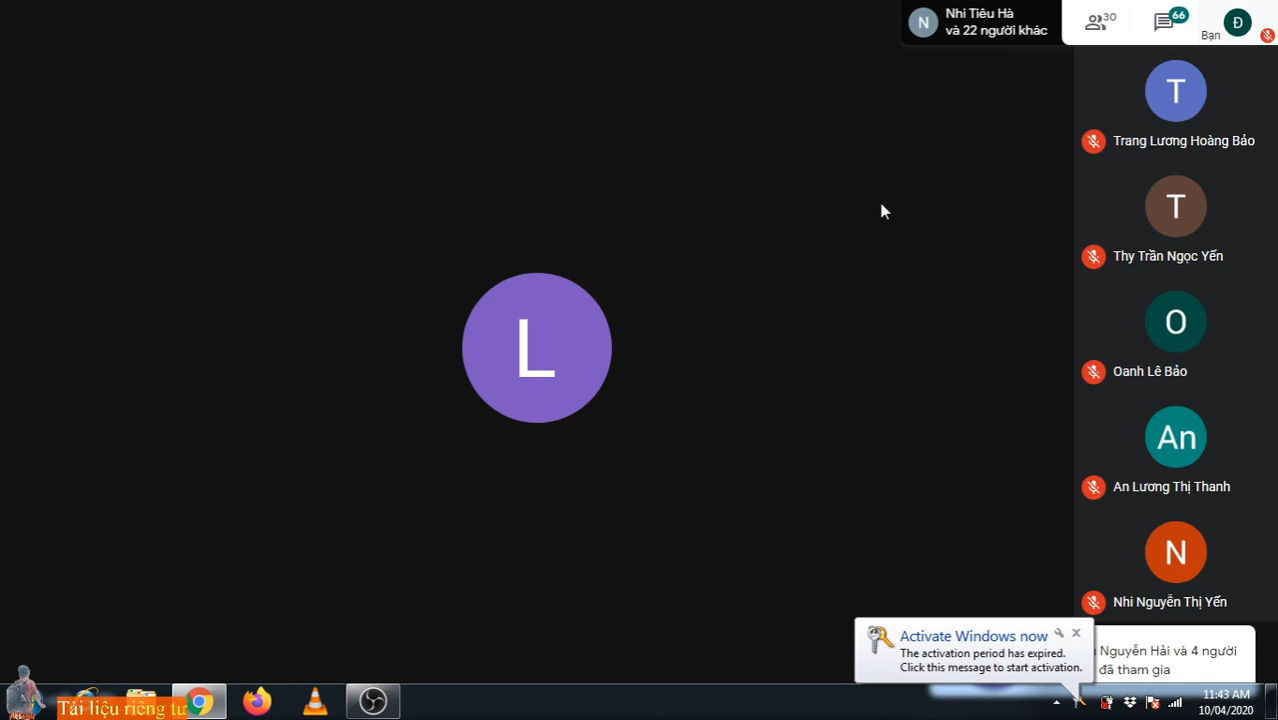 N
Nhi Tiêu Hà
và 22 người khác
30
66
Bạn
Đ
T
Trang Lương Hoàng Bảo
T
Thy Trần Ngọc Yến
L
O
Oanh Lê Bảo
An
An Lương Thị Thanh
N
Nhi Nguyễn Thị Yến
Activate Windows now
The activation period has expired.
Click this message to start activation.
Nguyễn Hải và 4 người
đã tham gia
Tài liệu riêng tư
11:43 AM
10/04/2020